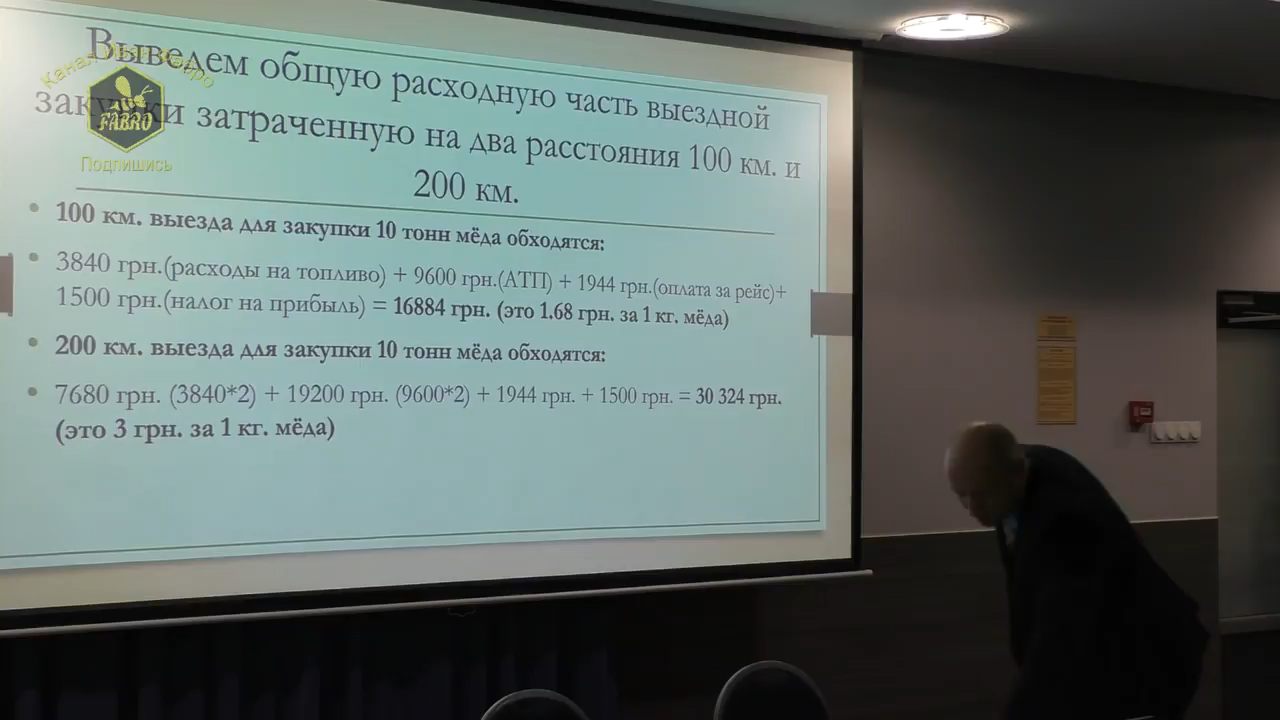 Выведем общую расходную часть выездной
закупки затраченную на два расстояния 100 км. и
200 км.
FABRO
Подпишись
• 100 км. выезда для закупки 10 тонн мёда обходятся:
• 3840 грн.(расходы на топливо) + 9600 грн.(АТП) + 1944 грн.(оплата за рейс)+
1500 грн.(налог на прибыль) = 16884 грн. (это 1.68 грн. за 1 кг. мёда)
• 200 км. выезда для закупки 10 тонн мёда обходятся:
• 7680 грн. (3840*2) + 19200 грн. (9600*2) + 1944 грн. + 1500 грн. = 30 324 грн.
(это 3 грн. за 1 кг. мёда)